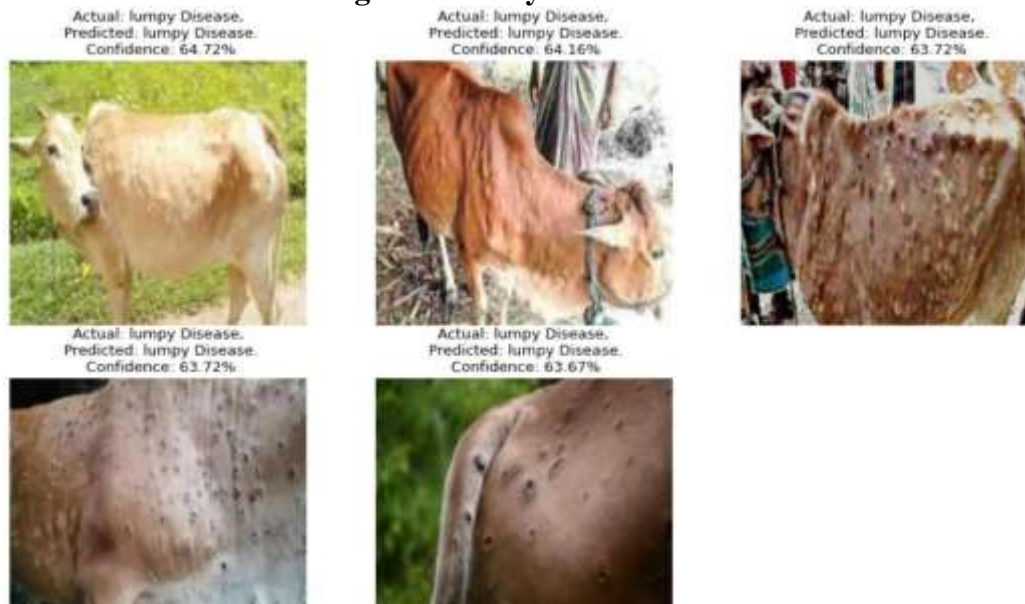 Actual: lumpy Disease,
Predicted: lumpy Disease.
Confidence: 64.72%
Actual: lumpy Disease,
Predicted: lumpy Disease.
Confidence: 64.16%
Actual: lumpy Disease,
Predicted: lumpy Disease.
Confidence: 63.72%
Actual: lumpy Disease,
Predicted: lumpy Disease.
Confidence: 63.72%
Actual: lumpy Disease,
Predicted: lumpy Disease.
Confidence: 63.67%